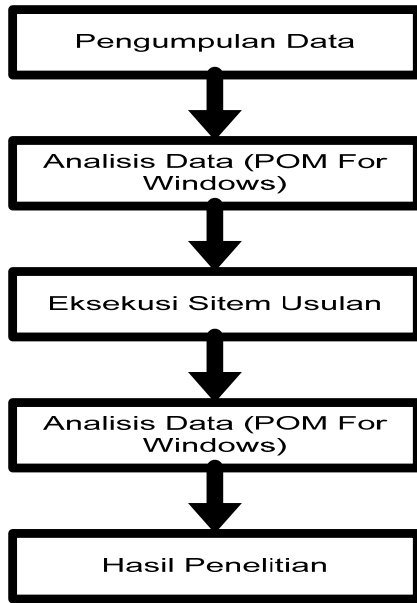 Pengumpulan Data
Analisis Data (POM For
Windows)
Eksekusi Sitem Usulan
Analisis Data (POM For
Windows)
Hasil Penelitian